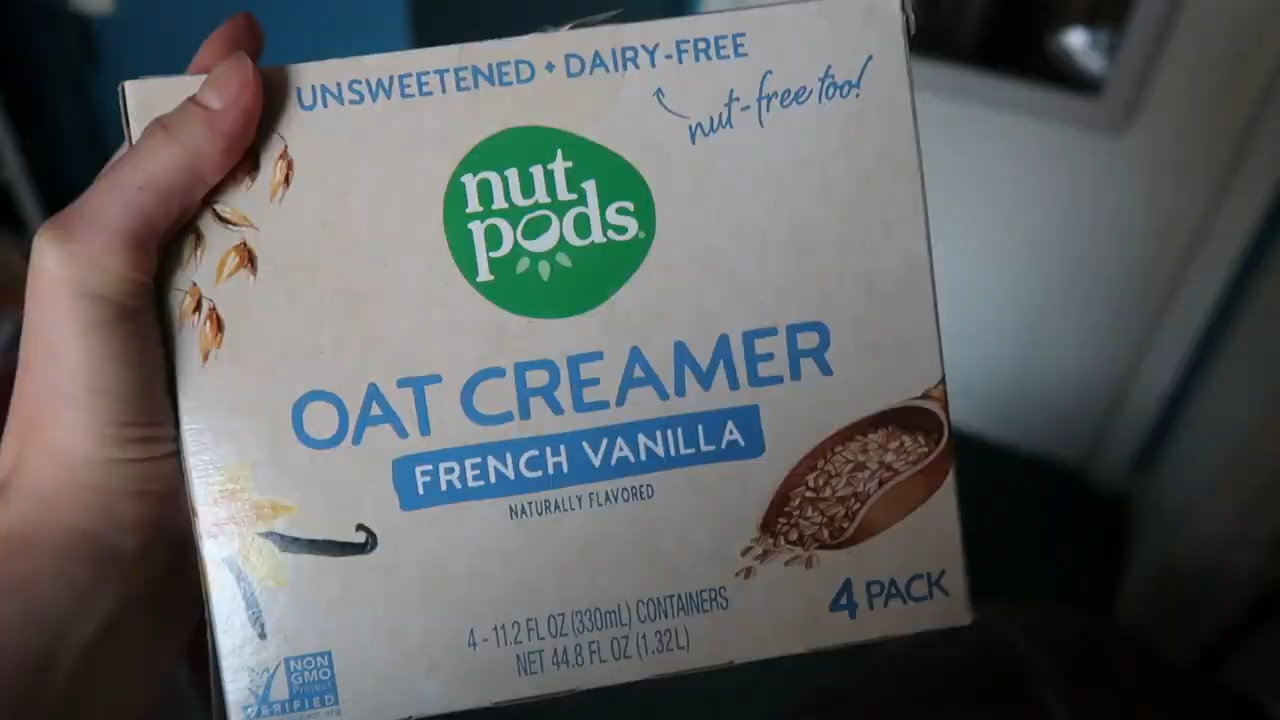 UNSWEETENED • DAIRY-FREE
nut-free too!
nut
pods.
OAT CREAMER
FRENCH VANILLA
NATURALLY FLAVORED
4 PACK
4 - 11.2 FL OZ (330mL) CONTAINERS
NET 44.8 FL OZ (1.32L)
NON
GMO
Project
VERIFIED